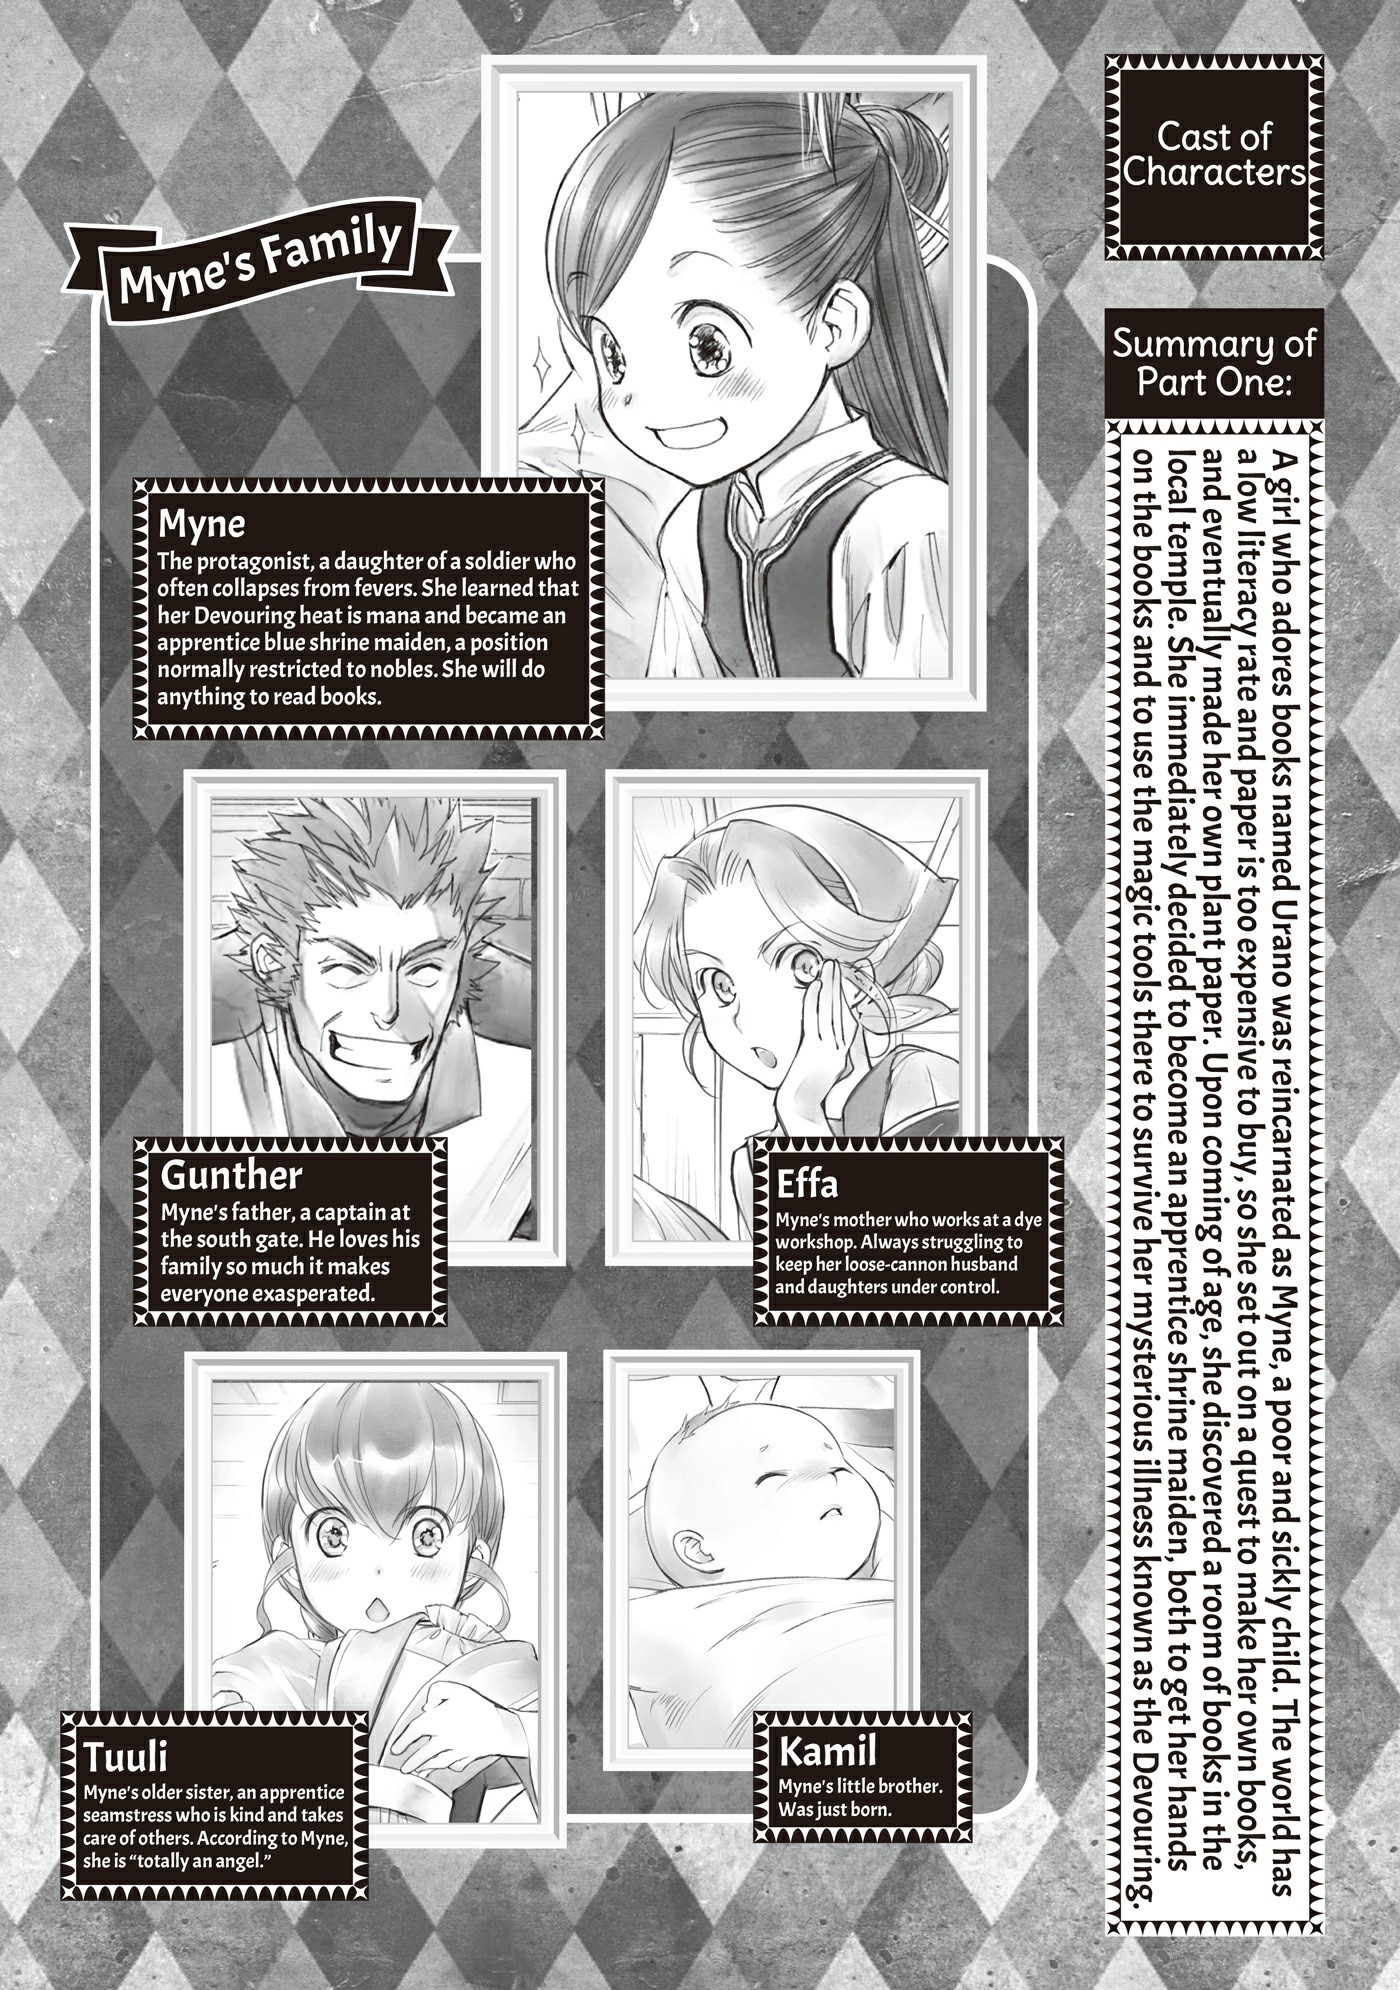 Cast of
Characters
Summary of
Part One:
A girl who adores books named Urano was reincarnated as Myne, a poor and sickly child. The world has
a low literacy rate and paper is too expensive to buy, so she set out on a quest to make her own books,
and eventually made her own plant paper. Upon coming of age, she discovered a room of books in the
local temple. She immediately decided to become an apprentice shrine maiden, both to get her hands
on the books and to use the magic tools there to survive her mysterious illness known as the Devouring.
Myne's Family
Myne
The protagonist, a daughter of a soldier who
often collapses from fevers. She learned that
her Devouring heat is mana and became an
apprentice blue shrine maiden, a position
normally restricted to nobles. She will do
anything to read books.
Gunther
Myne's father, a captain at
the south gate. He loves his
family so much it makes
everyone exasperated.
Effa
Myne's mother who works at a dye
workshop. Always struggling to
keep her loose-cannon husband
and daughters under control.
Tuuli
Myne's older sister, an apprentice
seamstress who is kind and takes
care of others. According to Myne,
she is “totally an angel.”
Kamil
Myne's little brother.
Was just born.